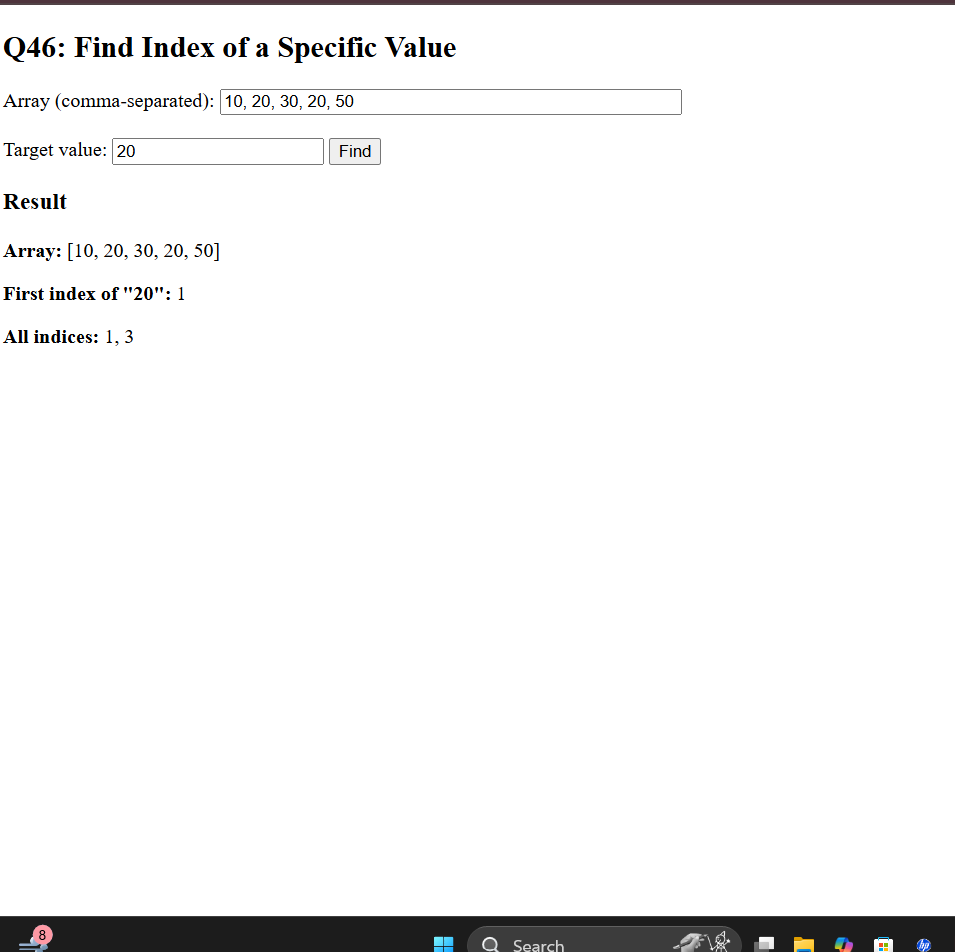 Q46: Find Index of a Specific Value
Array (comma-separated): 10, 20, 30, 20, 50
Target value: 20 Find
Result
Array: [10, 20, 30, 20, 50]
First index of "20": 1
All indices: 1, 3
8
Search
hp